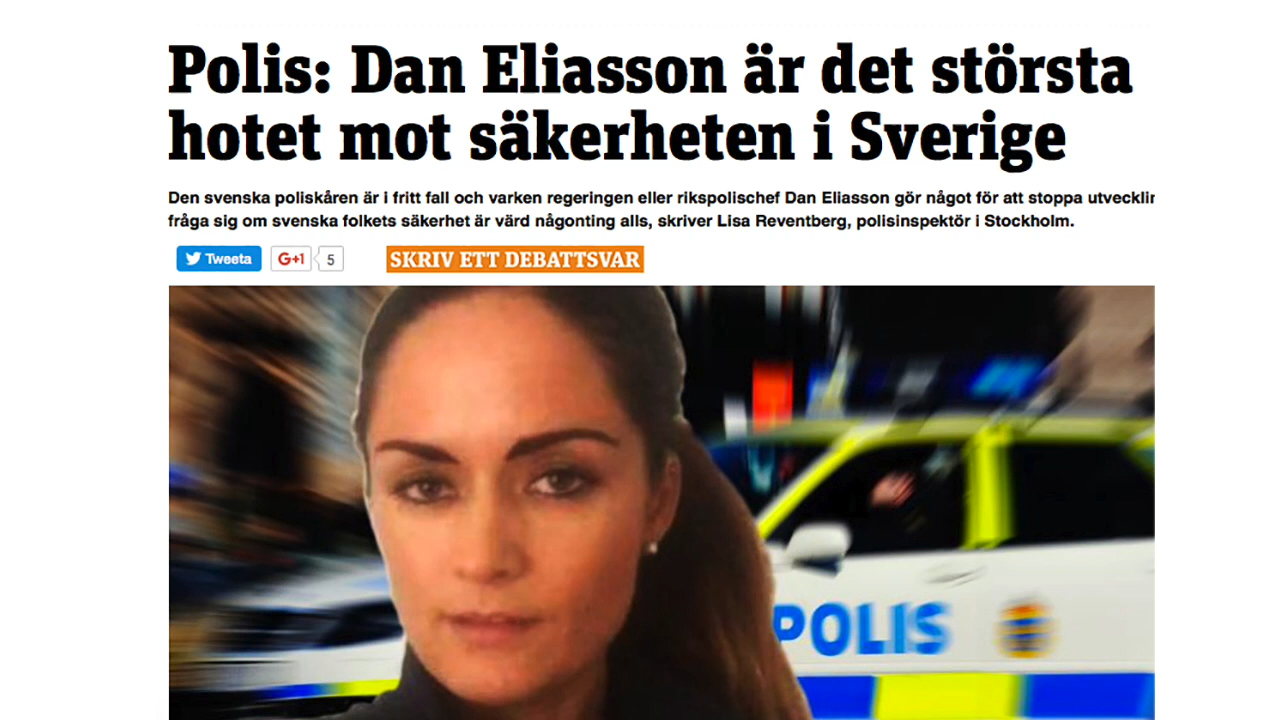 Polis: Dan Eliasson är det största
hotet mot säkerheten i Sverige
Den svenska poliskåren är i fritt fall och varken regeringen eller rikspolischef Dan Eliasson gör något för att stoppa
fråga sig om svenska folkets säkerhet är värd någonting alls, skriver Lisa Reventberg, polisinspektör i Stockholm.
Tweeta G+1 5 SKRIV ETT DEBATTSVAR
POLIS